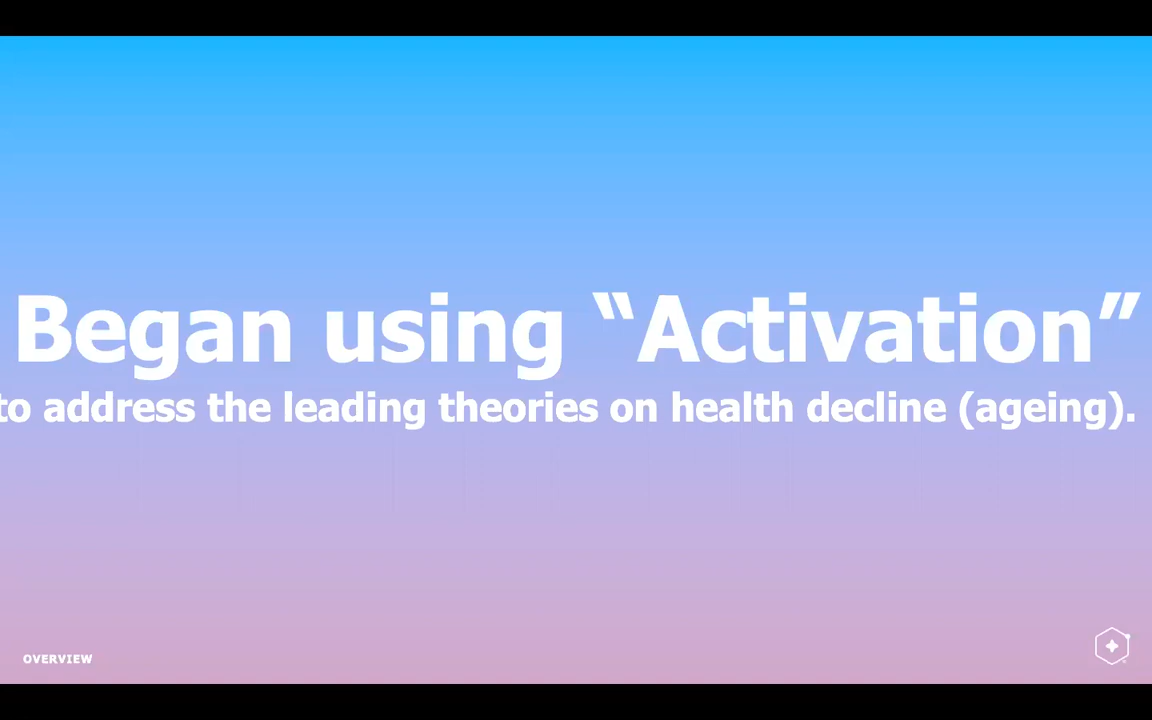 Began using “Activation”
to address the leading theories on health decline (ageing).
OVERVIEW